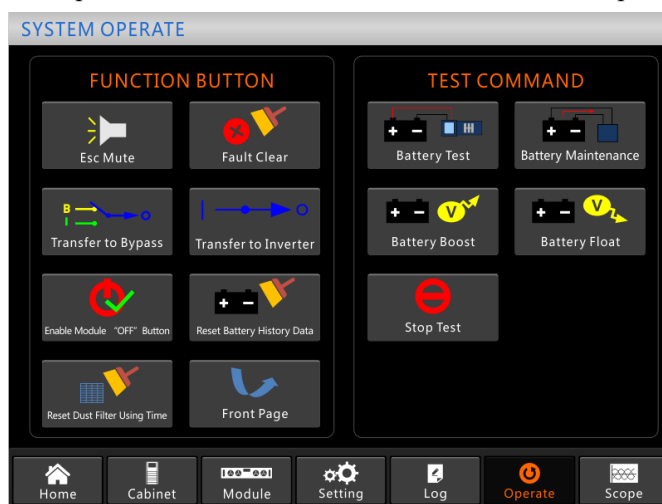 SYSTEM OPERATE
FUNCTION BUTTON
Esc Mute
Fault Clear
B
Transfer to Bypass
Transfer to Inverter
Enable Module “OFF” Button
Reset Battery History Data
Reset Dust Filter Using Time
Front Page
TEST COMMAND
Battery Test
Battery Maintenance
V
Battery Boost
V
Battery Float
Stop Test
Home
Cabinet
Module
Setting
Log
Operate
Scope